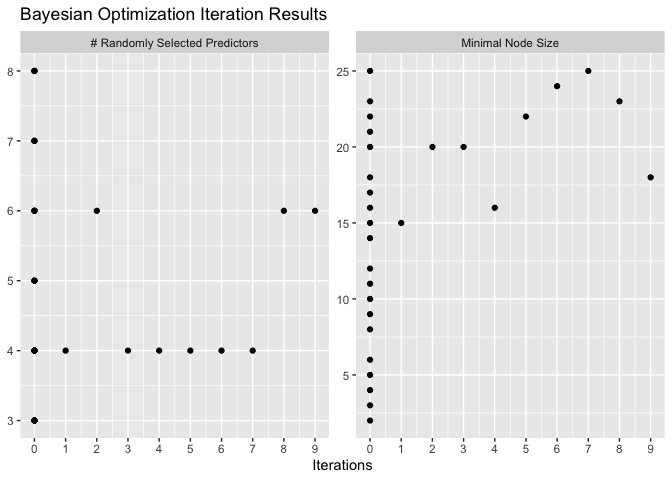 Bayesian Optimization Iteration Results
# Randomly Selected Predictors
Minimal Node Size
8
7
6
5
4
3
25
20
15
10
5
0 1 2 3 4 5 6 7 8 9
0 1 2 3 4 5 6 7 8 9
Iterations